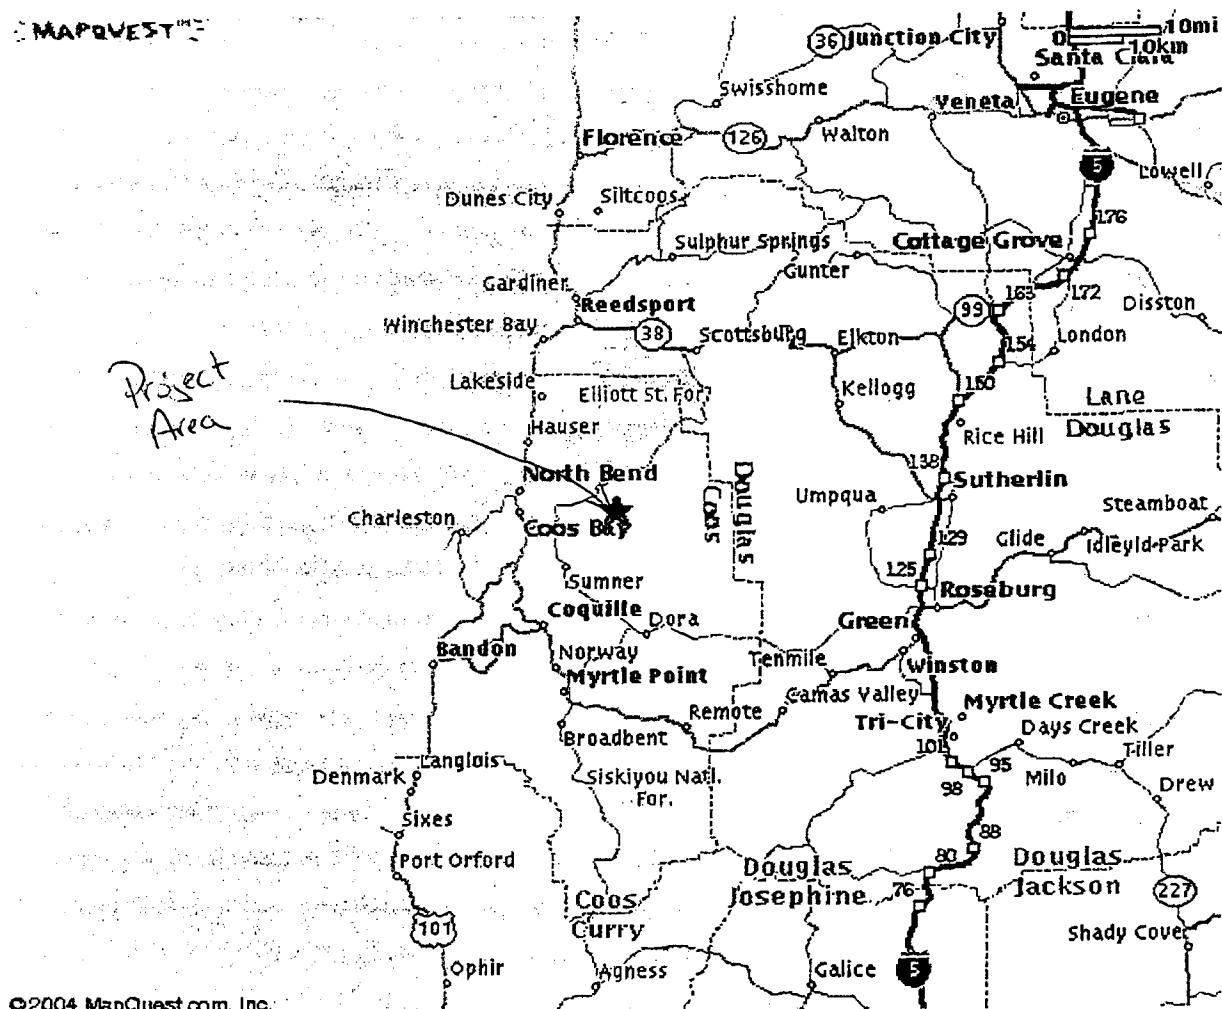 MAPQUEST™
36
Junction City
0
10mi
10km
Santa Clara
Swisshome
Veneta
Eugene
Florence
126
Walton
5
Lowell
Dunes City
Siltcoos
176
Sulphur Springs
Cottage Grove
Gunter
Gardiner
163
172
Disston
Reedsport
99
Winchester Bay
38
Scottsburg
Elkton
154
London
Project
Area
Lakeside
Elliott St. For.
Kellogg
150
Lane
Douglas
Hauser
Rice Hill
138
North Bend
Douglas
Coos
Sutherlin
Umpqua
Steamboat
Charleston
Coos Bay
129
Glide
Idleyld Park
125
Sumner
Roseburg
Coquille
Dora
Green
Bandon
Norway
Tenmile
Winston
Myrtle Point
Camas Valley
Myrtle Creek
Remote
Tri-City
Days Creek
Broadbent
101
95
Tiller
Langlois
Denmark
Siskiyou Natl.
For.
98
Milo
Drew
Sixes
88
Port Orford
80
Douglas
Josephine
Douglas
Jackson
76
227
Coos
Curry
101
Shady Cove
Ophir
Agness
Galice
5
©2004 MapQuest.com, Inc.